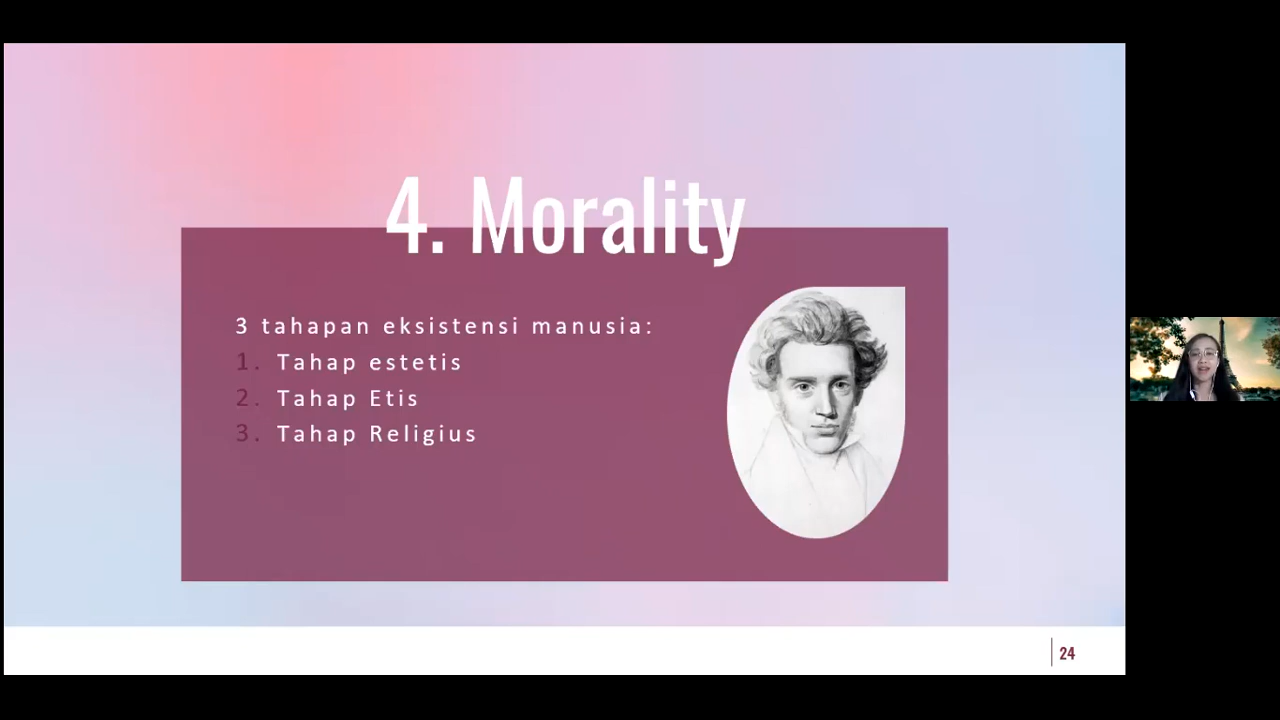 4. Morality
3 tahapan eksistensi manusia:
1. Tahap estetis
2. Tahap Etis
3. Tahap Religius
24